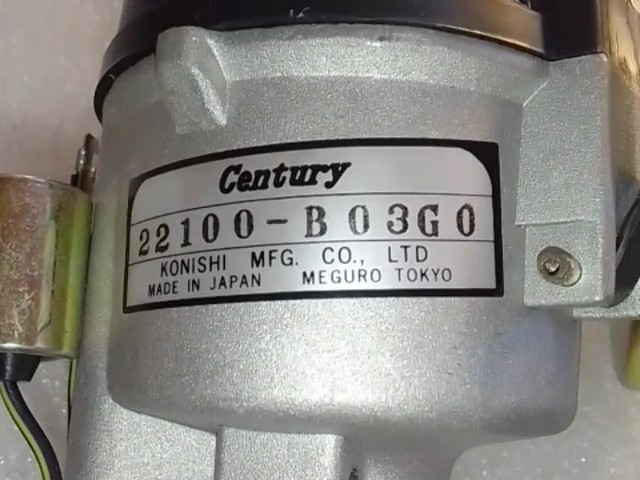 Century
22100-B03G0
KONISHI MFG. CO., LTD
MADE IN JAPAN MEGURO TOKYO